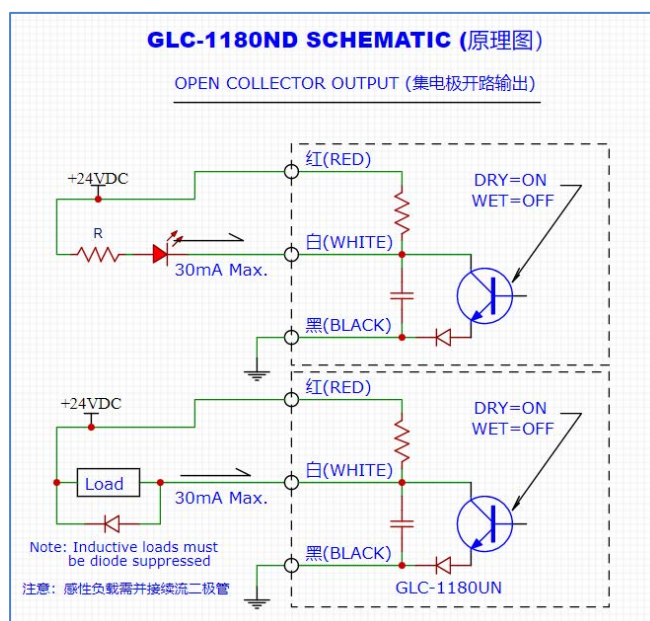 GLC-1180ND SCHEMATIC (原理图)
OPEN COLLECTOR OUTPUT (集电极开路输出)
+24VDC
R
30mA Max.
红(RED)
白(WHITE)
黑(BLACK)
DRY=ON
WET=OFF
+24VDC
Load
30mA Max.
红(RED)
白(WHITE)
黑(BLACK)
DRY=ON
WET=OFF
GLC-1180UN
Note: Inductive loads must
be diode suppressed
注意：感性负载需并接续流二极管